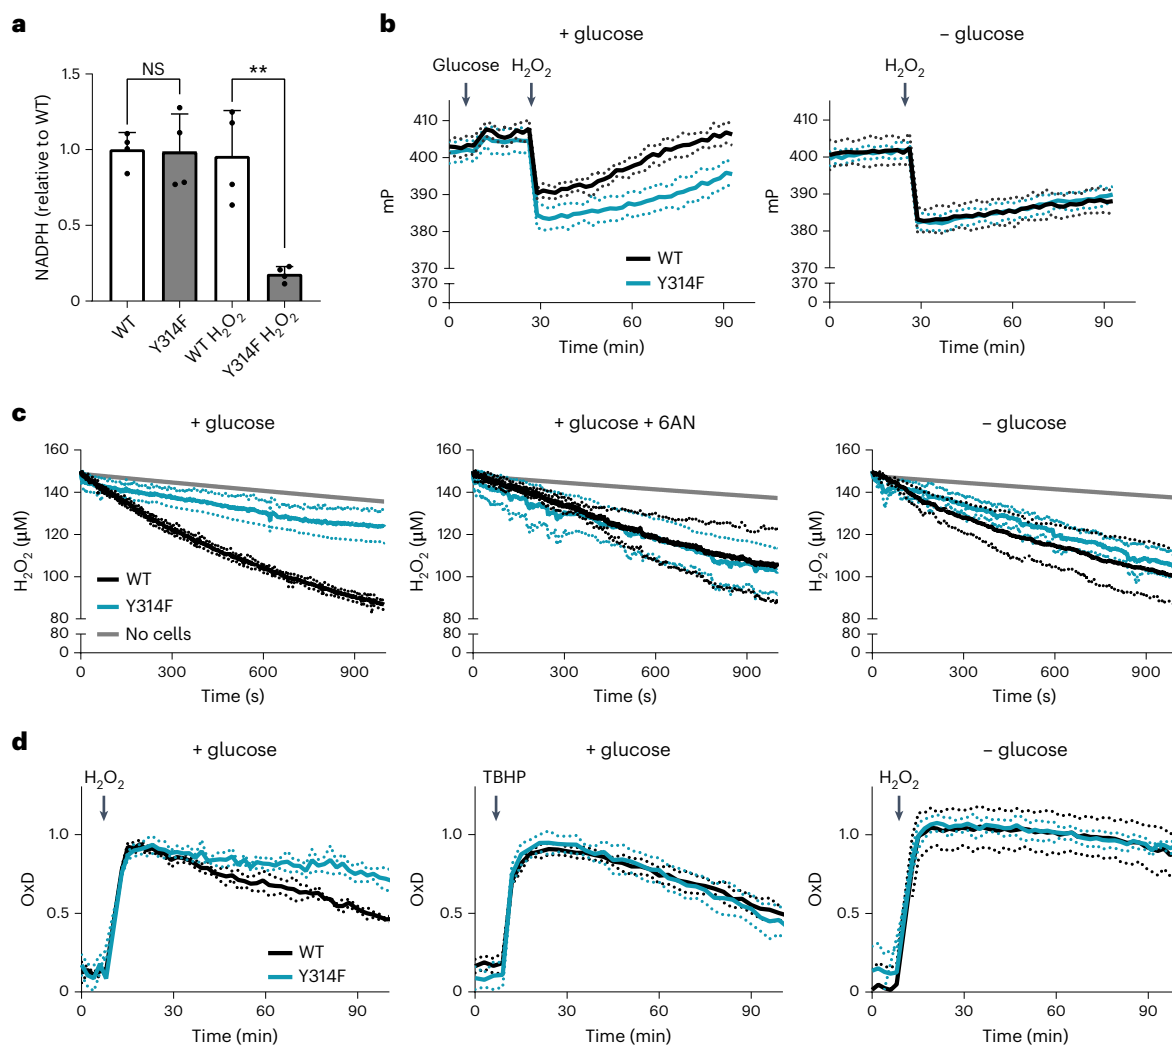 a
NADPH (relative to WT)
1.5
1.0
0.5
0
NS
**
WT
Y314F
WT H₂O₂
Y314F H₂O₂
b
+ glucose
Glucose H₂O₂
mP
410
400
390
380
370
370
0
WT
Y314F
0 30 60 90
Time (min)
– glucose
H₂O₂
mP
410
400
390
380
370
370
0
0 30 60 90
Time (min)
c
+ glucose
H₂O₂ (µM)
160
140
120
100
80
80
0
WT
Y314F
No cells
0 300 600 900
Time (s)
+ glucose + 6AN
H₂O₂ (µM)
160
140
120
100
80
80
0
0 300 600 900
Time (s)
– glucose
H₂O₂ (µM)
160
140
120
100
80
80
0
0 300 600 900
Time (s)
d
+ glucose
H₂O₂
OxD
1.0
0.5
0
WT
Y314F
0 30 60 90
Time (min)
+ glucose
TBHP
OxD
1.0
0.5
0
0 30 60 90
Time (min)
– glucose
H₂O₂
OxD
1.0
0.5
0
0 30 60 90
Time (min)